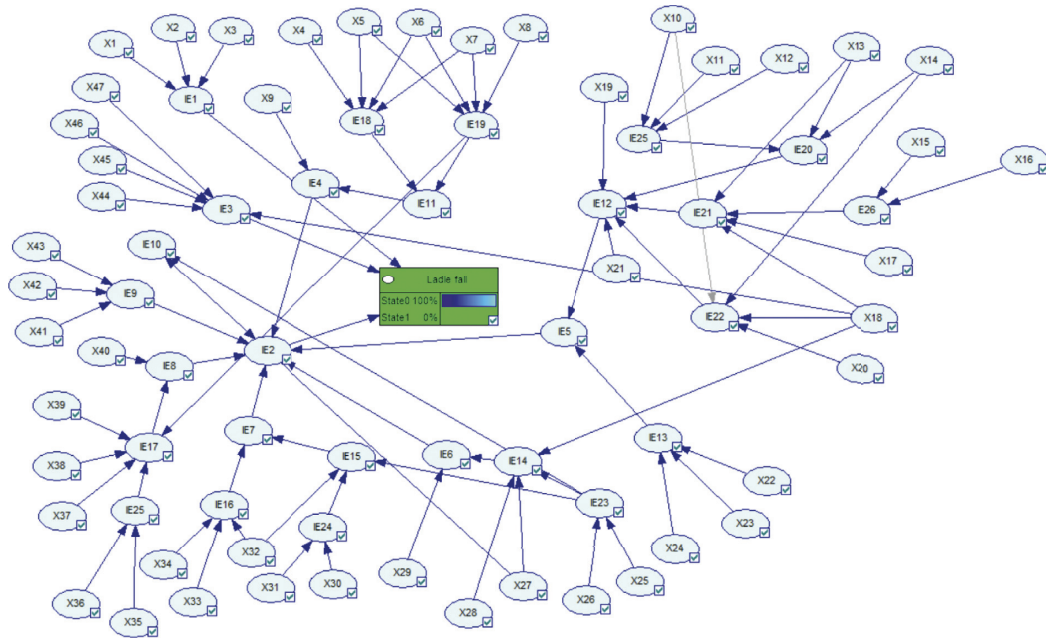 X10
X2
X3
X5
X6
X1
X4
X7
X8
X13
X14
X11
X12
X47
X9
X19
IE1
X46
IE18
IE19
IE25
IE20
X15
X16
X45
X44
IE4
IE3
IE11
IE12
IE21
IE26
X43
IE10
X17
X21
X42
IE9
Ladle fall
State0 100%
State1 0%
X41
IE5
IE22
X18
X40
IE8
IE2
X20
X39
IE7
IE17
IE15
IE6
IE14
IE13
X38
X22
X37
IE25
IE16
IE24
IE23
X23
X34
X32
X24
X36
X33
X31
X30
X29
X27
X25
X35
X28
X26